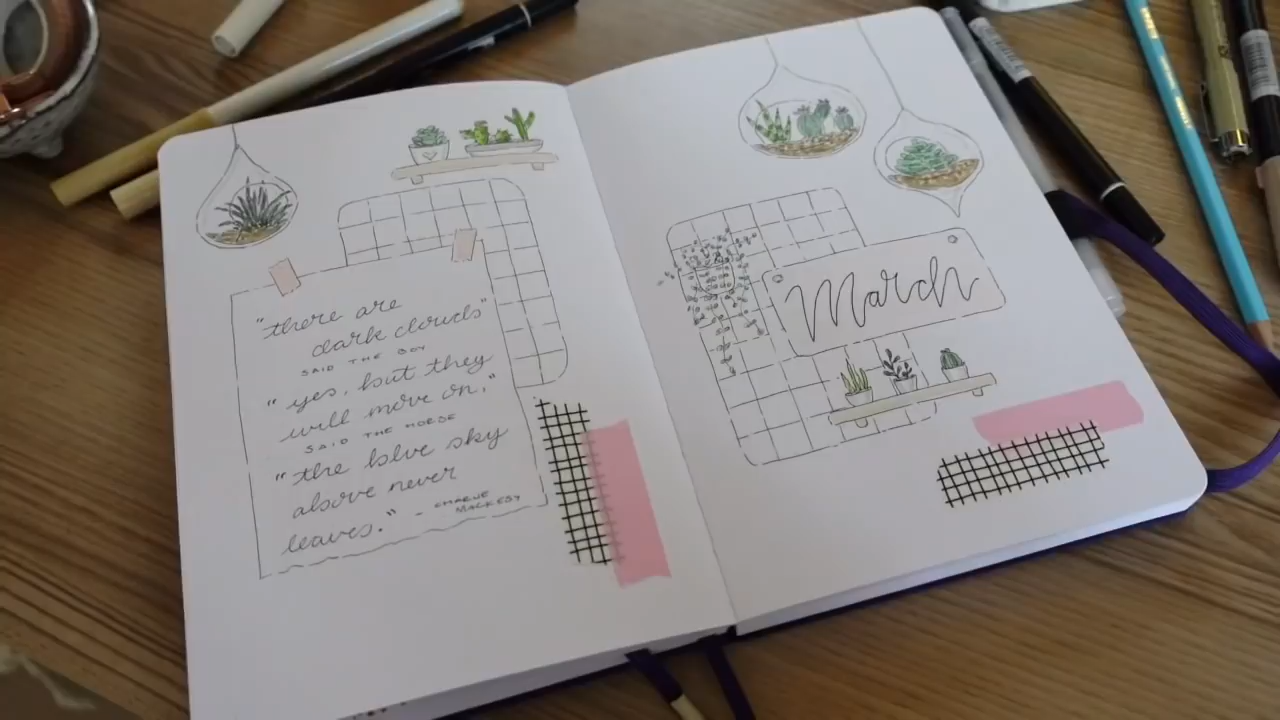 "there are
dark clouds"
SAID THE BOY
"yes, but they
will move on,"
SAID THE HORSE
"the blue sky
above never
leaves." - CHARLIE
MACKESY
March